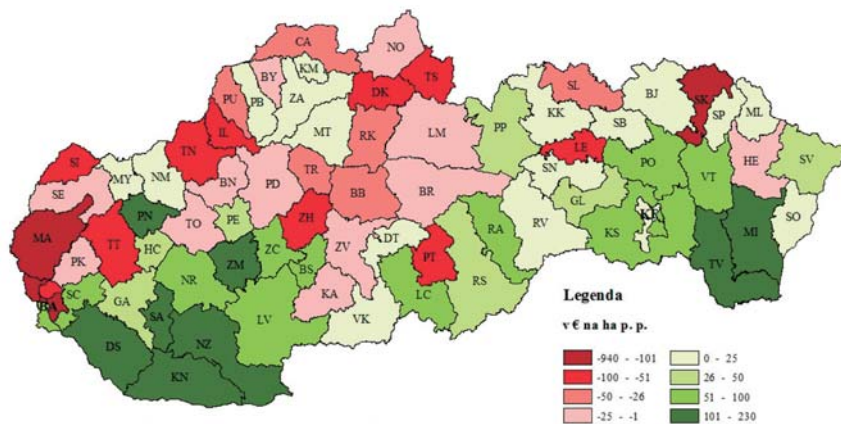 CA
NO
BY
KM
TS
PU
PB
ZA
DK
SL
BJ
SK
KK
ML
IL
MT
RK
LM
PP
SB
SP
TN
LE
PO
HE
SV
SI
SN
VT
MY
NM
BN
PD
TR
BB
BR
SE
GL
SO
PN
TO
PE
ZH
RV
KS
MI
MA
TT
HC
ZC
ZV
DT
RA
TV
PK
ZM
BS
PT
NR
KA
LC
RS
SC
GA
SA
LV
VK
DS
NZ
KN
Legenda
v € na ha p. p.
-940 - -101 0 - 25
-100 - -51 26 - 50
-50 - -26 51 - 100
-25 - -1 101 - 230